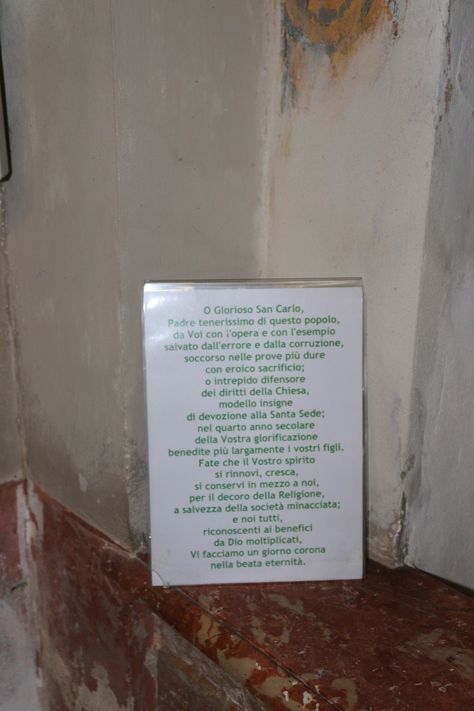 O Glorioso San Carlo,
Padre tenerissimo di questo popolo,
da Voi con l'opera e con l'esempio
salvato dall'errore e dalla corruzione,
soccorso nelle prove più dure
con eroico sacrificio;
o intrepido difensore
dei diritti della Chiesa,
modello insigne
di devozione alla Santa Sede;
nel quarto anno secolare
della Vostra glorificazione
benedite più largamente i vostri figli.
Fate che il Vostro spirito
si rinnovi, cresca,
si conservi in mezzo a noi,
per il decoro della Religione,
a salvezza della società minacciata;
e noi tutti,
riconoscenti ai benefici
da Dio moltiplicati,
Vi facciamo un giorno corona
nella beata eternità.